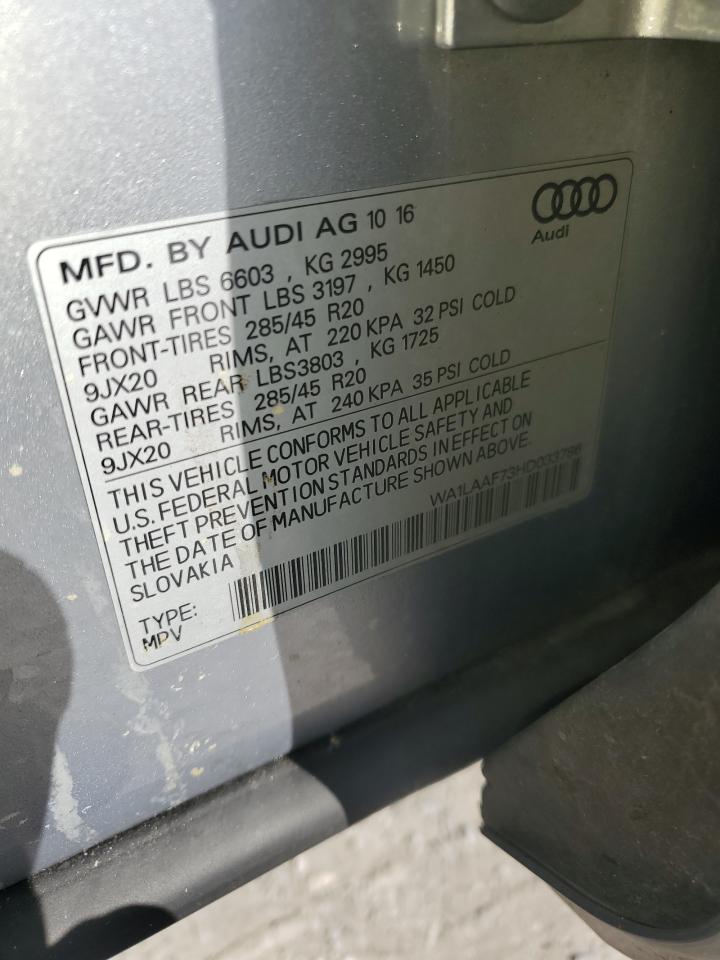 MFD. BY AUDI AG 10 16
Audi
GVWR LBS 6603 , KG 2995
GAWR FRONT LBS 3197 , KG 1450
FRONT-TIRES 285/45 R20
9JX20 RIMS, AT 220 KPA 32 PSI COLD
GAWR REAR LBS3803 , KG 1725
REAR-TIRES 285/45 R20
9JX20 RIMS, AT 240 KPA 35 PSI COLD
THIS VEHICLE CONFORMS TO ALL APPLICABLE
U.S. FEDERAL MOTOR VEHICLE SAFETY AND
THEFT PREVENTION STANDARDS IN EFFECT ON
THE DATE OF MANUFACTURE SHOWN ABOVE.
SLOVAKIA
WA1LAAF73HD033786
TYPE:
MPV